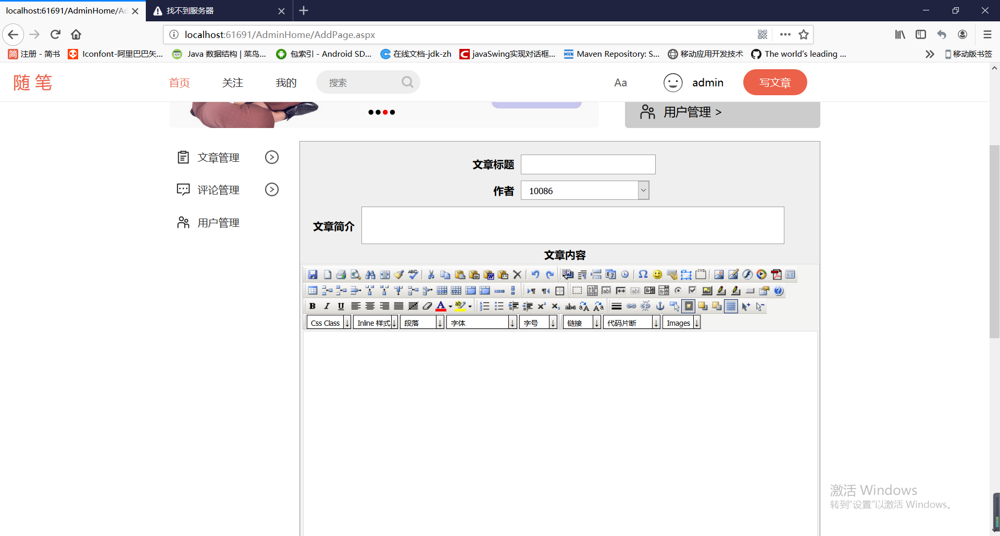 localhost:61691/AdminHome/Ad
找不到服务器
localhost:61691/AdminHome/AddPage.aspx
注册 - 简书
Iconfont-阿里巴巴矢...
Java 数据结构 | 菜鸟...
包索引 - Android SD...
在线文档-jdk-zh
javaSwing实现对话框...
Maven Repository: S...
移动应用开发技术
The world's leading ...
移动版书签
随 笔
首页
关注
我的
搜索
Aa
admin
写文章
用户管理 >
文章管理
评论管理
用户管理
文章标题
作者
10086
文章简介
文章内容
Css Class
Inline 样式
段落
字体
字号
链接
代码片断
Images
激活 Windows
转到"设置"以激活 Windows。